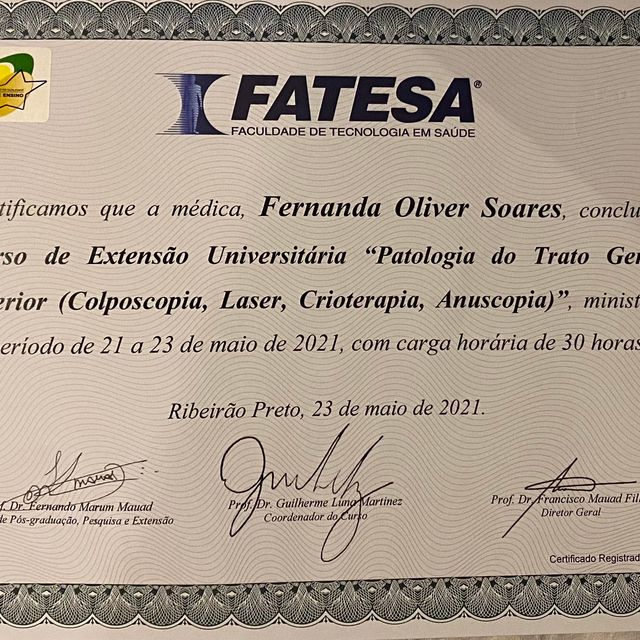 ENSINO
FATESA®
FACULDADE DE TECNOLOGIA EM SAÚDE
tificamos que a médica, Fernanda Oliver Soares, conclu
rso de Extensão Universitária “Patologia do Trato Gen
erior (Colposcopia, Laser, Crioterapia, Anuscopia)”, minist
eríodo de 21 a 23 de maio de 2021, com carga horária de 30 horas
Ribeirão Preto, 23 de maio de 2021.
f. Dr. Fernando Marum Mauad
de Pós-graduação, Pesquisa e Extensão
Prof. Dr. Guilherme Luna Martinez
Coordenador do Curso
Prof. Dr. Francisco Mauad Fil
Diretor Geral
Certificado Registrad